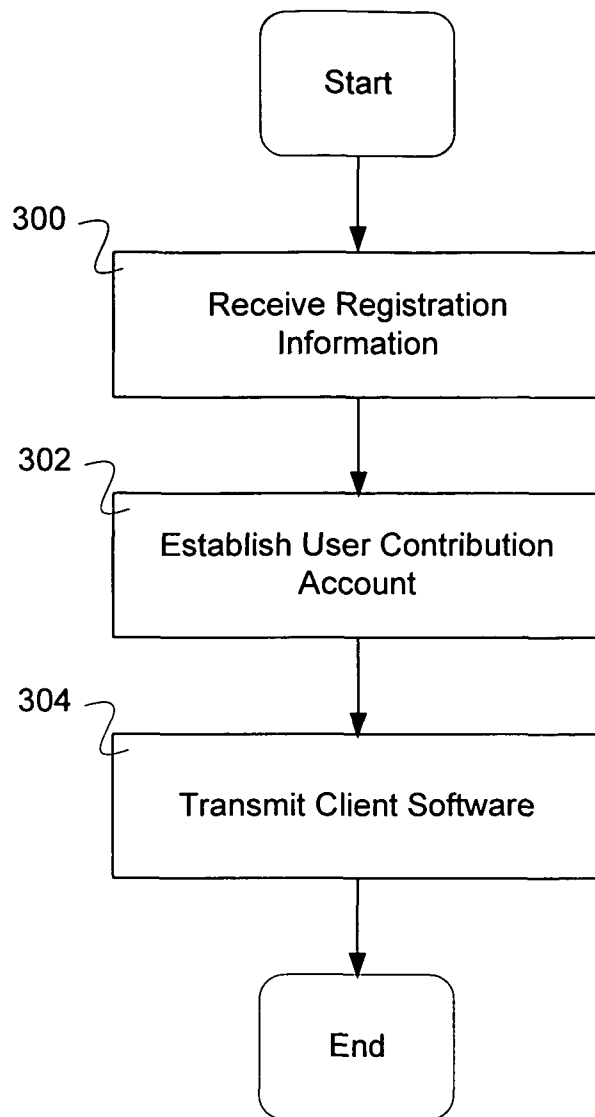 Start
300
Receive Registration
Information
302
Establish User Contribution
Account
304
Transmit Client Software
End